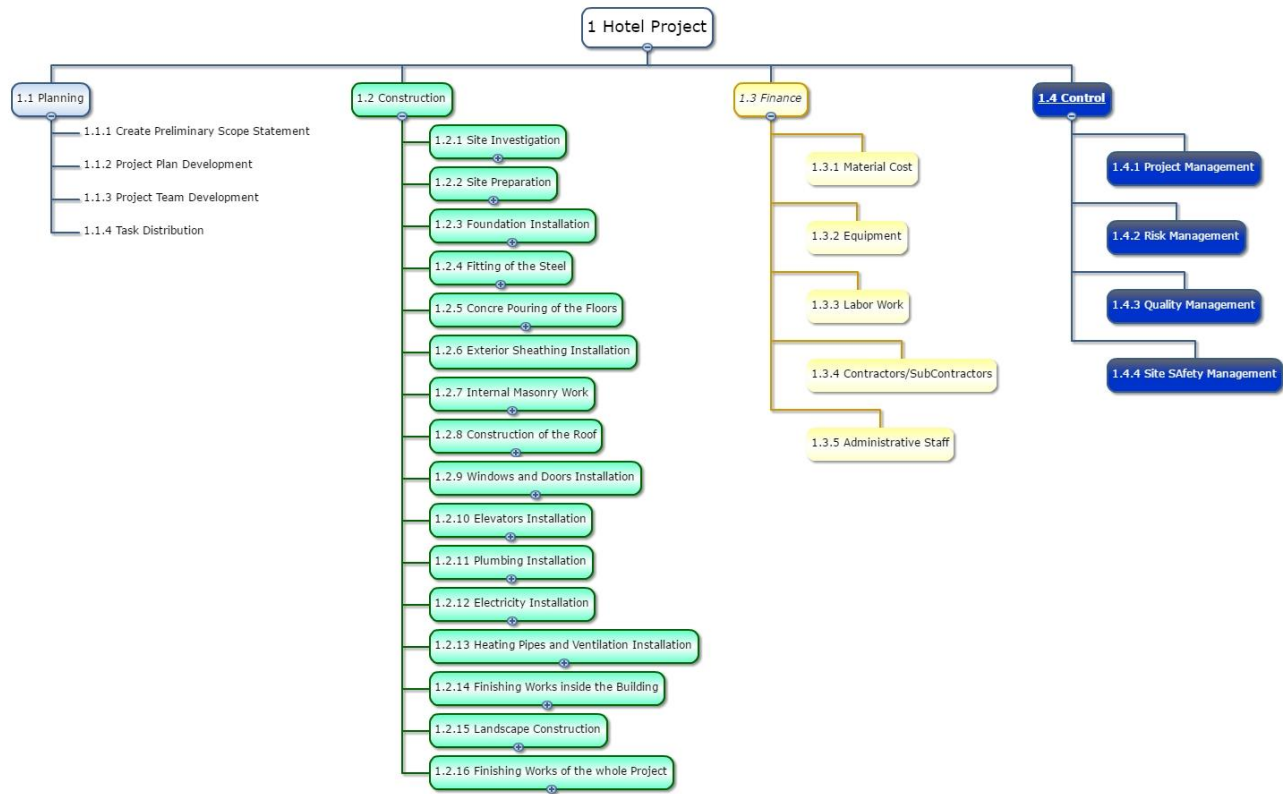 1 Hotel Project
1.1 Planning
1.1.1 Create Preliminary Scope Statement
1.1.2 Project Plan Development
1.1.3 Project Team Development
1.1.4 Task Distribution
1.2 Construction
1.2.1 Site Investigation
1.2.2 Site Preparation
1.2.3 Foundation Installation
1.2.4 Fitting of the Steel
1.2.5 Concre Pouring of the Floors
1.2.6 Exterior Sheathing Installation
1.2.7 Internal Masonry Work
1.2.8 Construction of the Roof
1.2.9 Windows and Doors Installation
1.2.10 Elevators Installation
1.2.11 Plumbing Installation
1.2.12 Electricity Installation
1.2.13 Heating Pipes and Ventilation Installation
1.2.14 Finishing Works inside the Building
1.2.15 Landscape Construction
1.2.16 Finishing Works of the whole Project
1.3 Finance
1.3.1 Material Cost
1.3.2 Equipment
1.3.3 Labor Work
1.3.4 Contractors/SubContractors
1.3.5 Administrative Staff
1.4 Control
1.4.1 Project Management
1.4.2 Risk Management
1.4.3 Quality Management
1.4.4 Site SAfety Management